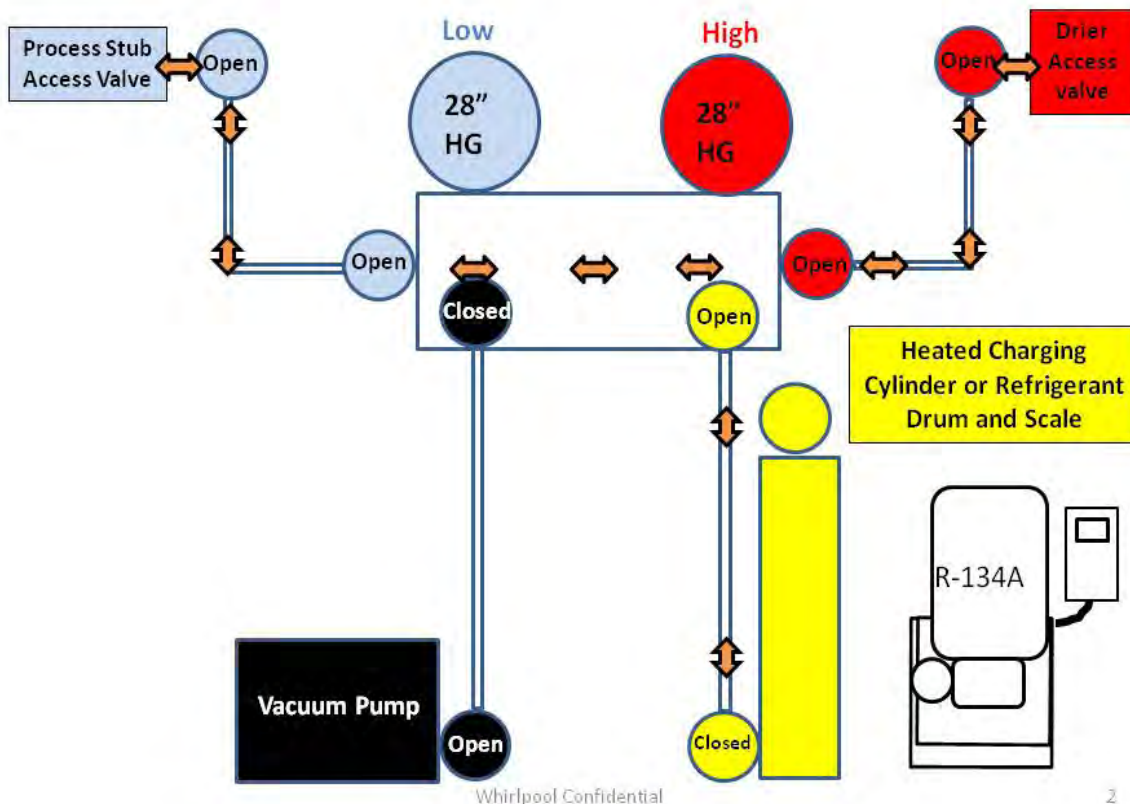 Low
High
Process Stub
Access Valve
Open
28”
HG
28”
HG
Open
Drier
Access
valve
Open
Open
Closed
Open
Heated Charging
Cylinder or Refrigerant
Drum and Scale
R-134A
Vacuum Pump
Open
Closed
Whirlpool Confidential
2